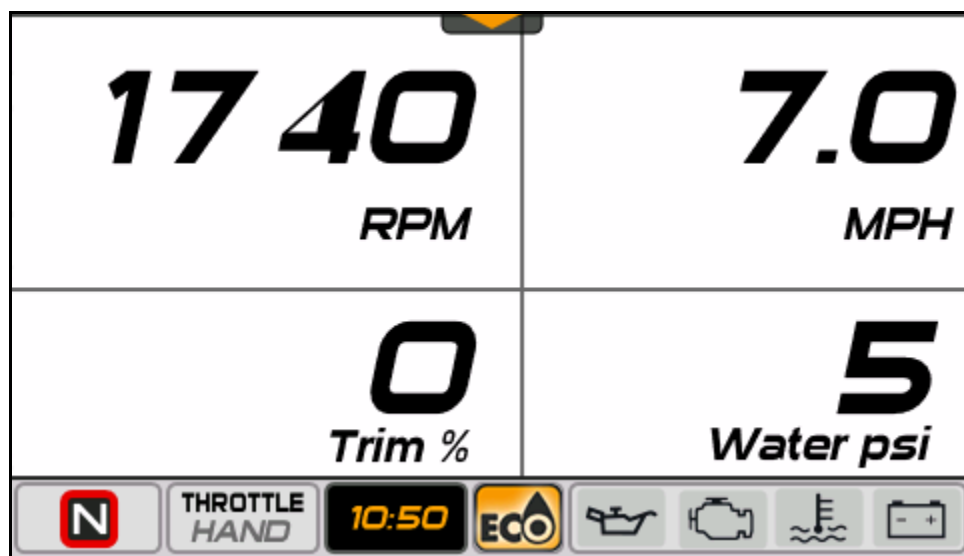 1740
RPM
7.0
MPH
0
Trim %
5
Water psi
N
THROTTLE
HAND
10:50
ECO
- +